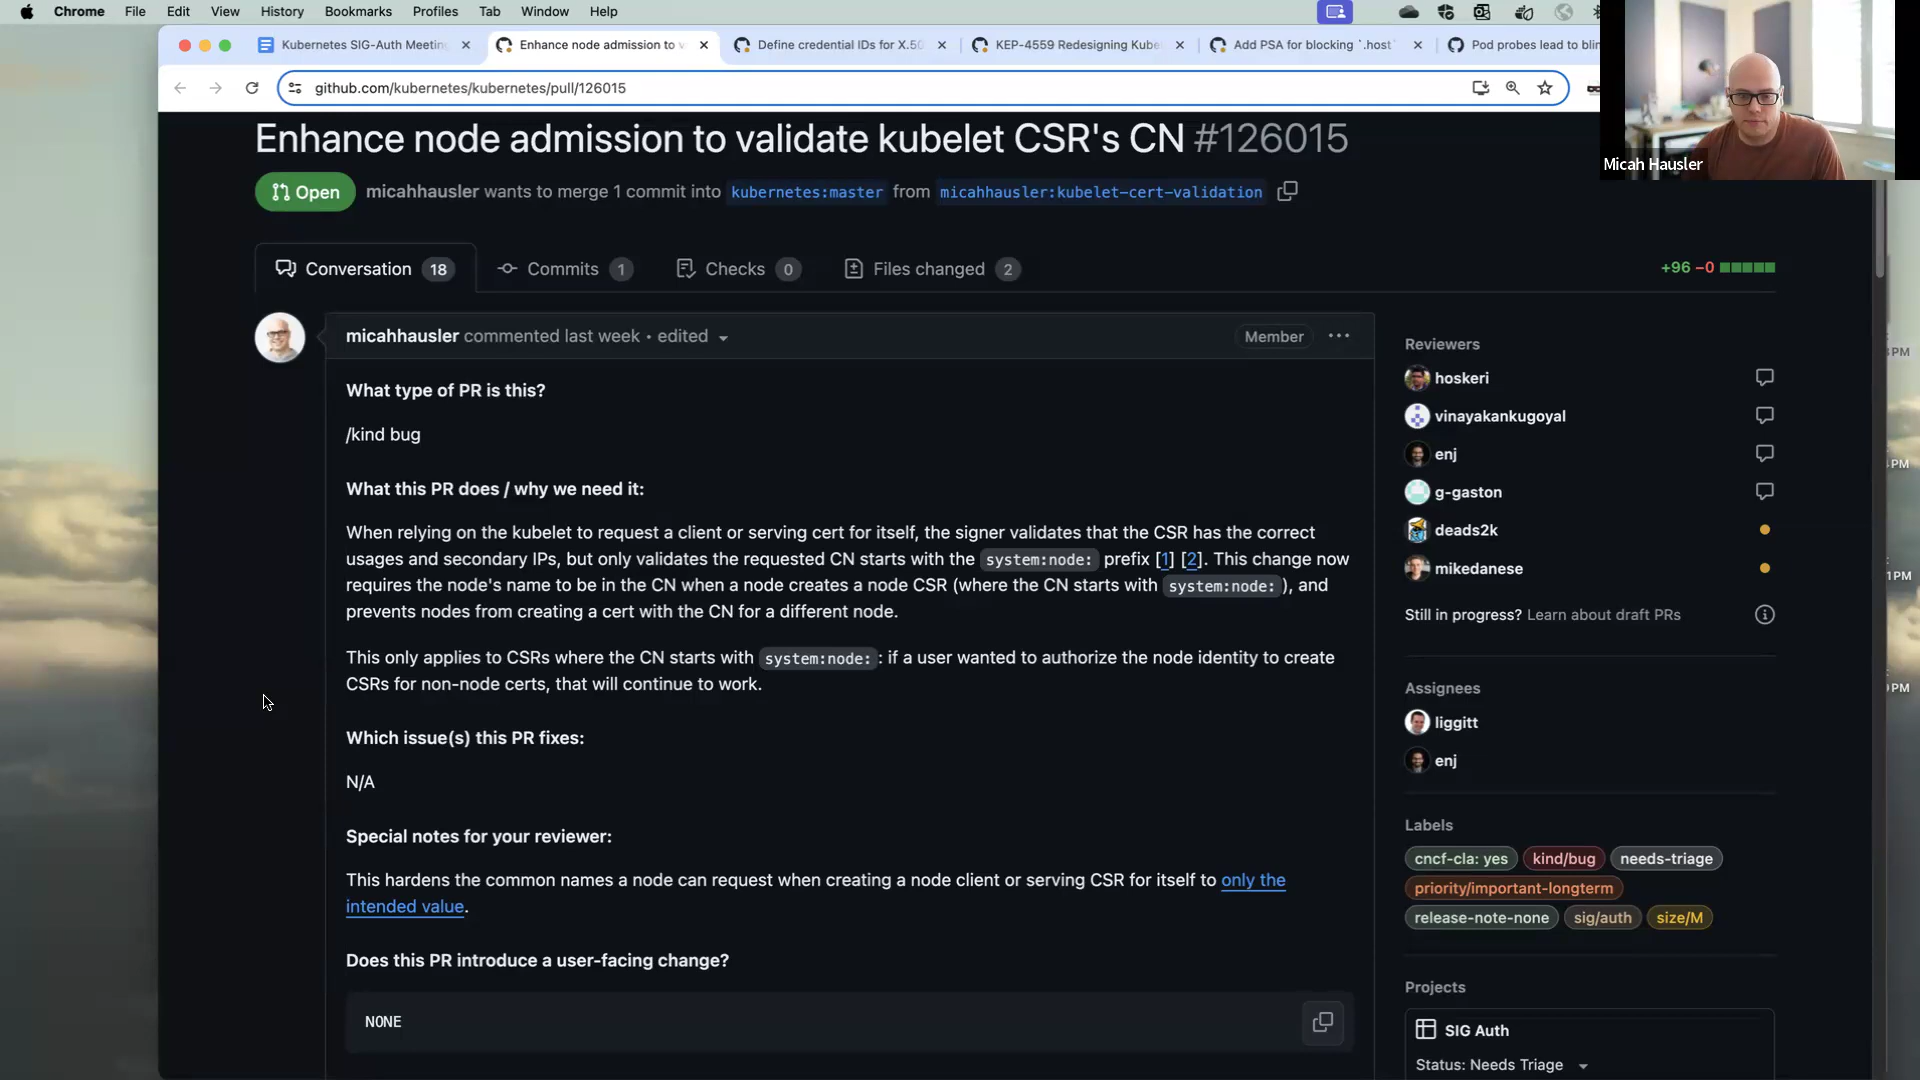 Chrome File Edit View History Bookmarks Profiles Tab Window Help
Kubernetes SIG-Auth Meetin
Enhance node admission to v
Define credential IDs for X.50
KEP-4559 Redesigning Kube
Add PSA for blocking `.host`
Pod probes lead to blin
github.com/kubernetes/kubernetes/pull/126015
Micah Hausler
Enhance node admission to validate kubelet CSR's CN #126015
Open micahhausler wants to merge 1 commit into kubernetes:master from micahhausler:kubelet-cert-validation
Conversation 18 Commits 1 Checks 0 Files changed 2
+96 −0
micahhausler commented last week • edited
Member
What type of PR is this?
/kind bug
What this PR does / why we need it:
When relying on the kubelet to request a client or serving cert for itself, the signer validates that the CSR has the correct
usages and secondary IPs, but only validates the requested CN starts with the system:node: prefix [1] [2]. This change now
requires the node's name to be in the CN when a node creates a node CSR (where the CN starts with system:node:), and
prevents nodes from creating a cert with the CN for a different node.
This only applies to CSRs where the CN starts with system:node:: if a user wanted to authorize the node identity to create
CSRs for non-node certs, that will continue to work.
Which issue(s) this PR fixes:
N/A
Special notes for your reviewer:
This hardens the common names a node can request when creating a node client or serving CSR for itself to only the
intended value.
Does this PR introduce a user-facing change?
NONE
Reviewers
hoskeri
vinayakankugoyal
enj
g-gaston
deads2k
mikedanese
Still in progress? Learn about draft PRs
Assignees
liggitt
enj
Labels
cncf-cla: yes kind/bug needs-triage
priority/important-longterm
release-note-none sig/auth size/M
Projects
SIG Auth
Status: Needs Triage
PM
PM
1 PM
PM